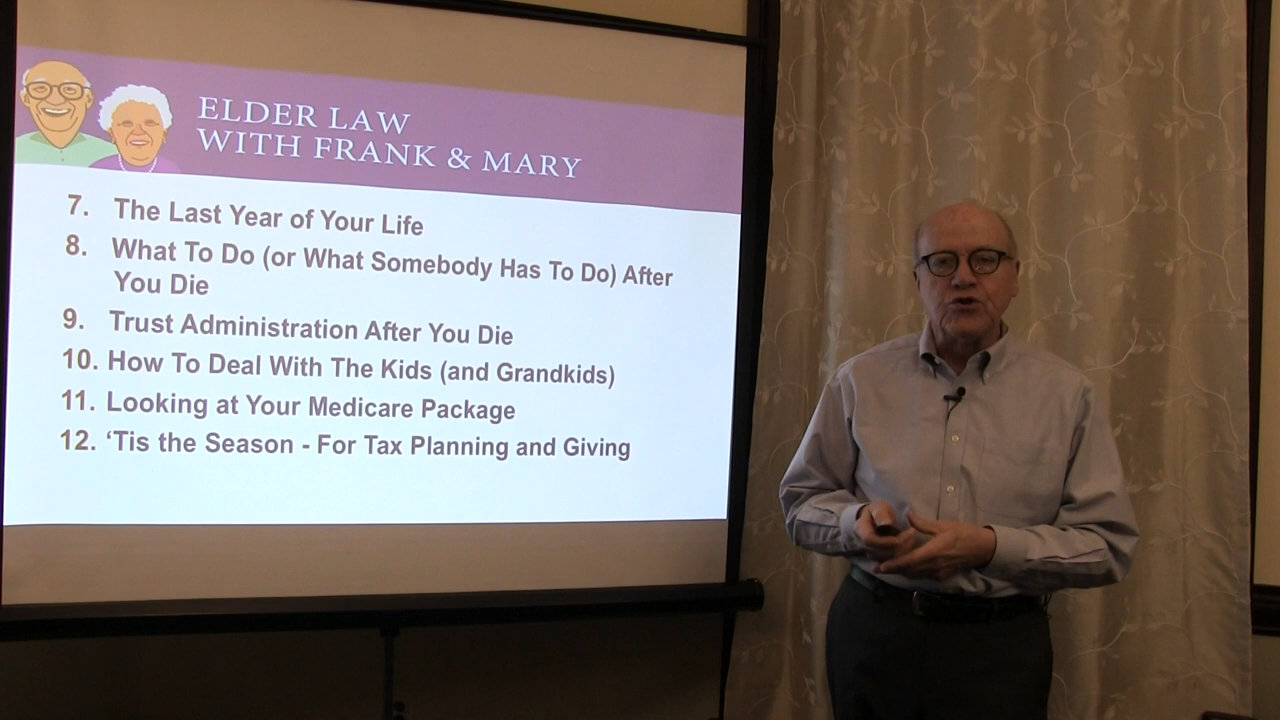 ELDER LAW
WITH FRANK & MARY
7. The Last Year of Your Life
8. What To Do (or What Somebody Has To Do) After
You Die
9. Trust Administration After You Die
10. How To Deal With The Kids (and Grandkids)
11. Looking at Your Medicare Package
12. ‘Tis the Season - For Tax Planning and Giving